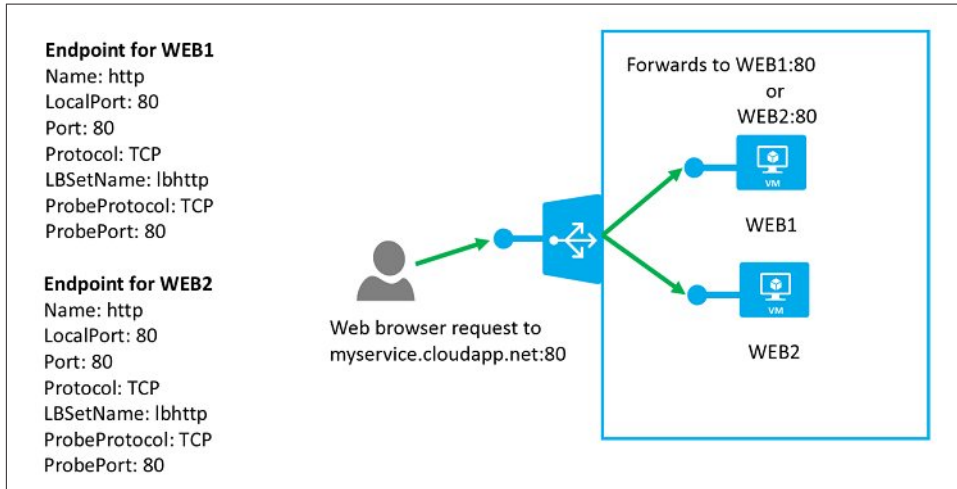 Endpoint for WEB1
Name: http
LocalPort: 80
Port: 80
Protocol: TCP
LBSetName: lbhttp
ProbeProtocol: TCP
ProbePort: 80
Endpoint for WEB2
Name: http
LocalPort: 80
Port: 80
Protocol: TCP
LBSetName: lbhttp
ProbeProtocol: TCP
ProbePort: 80
Web browser request to
myservice.cloudapp.net:80
Forwards to WEB1:80
or
WEB2:80
VM
WEB1
VM
WEB2